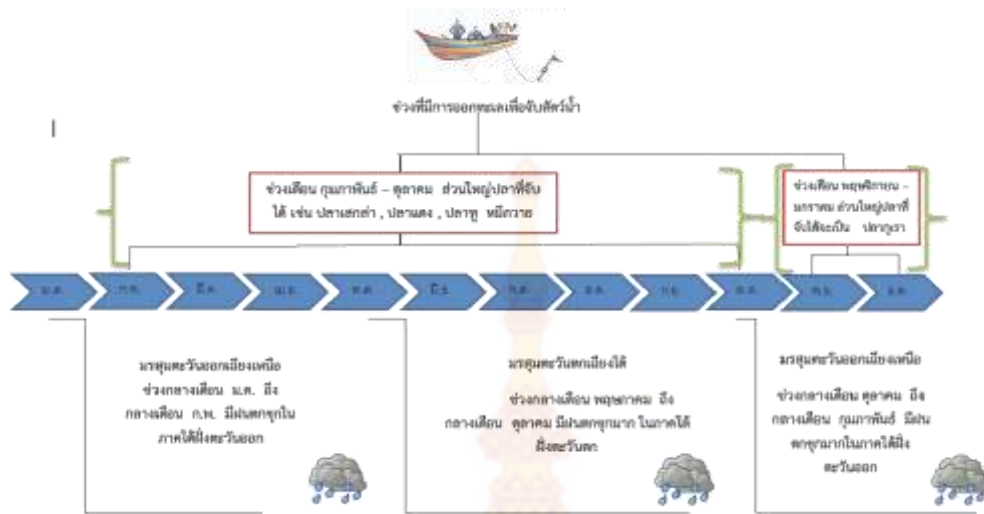 ช่วงที่มีการออกทะเลเพื่อจับสัตว์น้ำ
ช่วงเดือน กุมภาพันธ์ – ตุลาคม ส่วนใหญ่ปลาที่จับ
ได้ เช่น ปลาเสกล่า , ปลาแดง , ปลาทู หมึกวาย
ช่วงเดือน พฤศจิกายน –
มกราคม ส่วนใหญ่ปลาที่
จับได้จะเป็น ปลากุเรา
ม.ค. ก.พ. มี.ค. เม.ย. พ.ค. มิ.ย. ก.ค. ส.ค. ก.ย. ต.ค. พ.ย. ธ.ค.
มรสุมตะวันออกเฉียงเหนือ
ช่วงกลางเดือน ม.ค. ถึง
กลางเดือน ก.พ. มีฝนตกชุกใน
ภาคใต้ฝั่งตะวันออก
มรสุมตะวันตกเฉียงใต้
ช่วงกลางเดือน พฤษภาคม ถึง
กลางเดือน ตุลาคม มีฝนตกชุกมาก ในภาคใต้
ฝั่งตะวันตก
มรสุมตะวันออกเฉียงเหนือ
ช่วงกลางเดือน ตุลาคม ถึง
กลางเดือน กุมภาพันธ์ มีฝน
ตกชุกมากในภาคใต้ฝั่ง
ตะวันออก